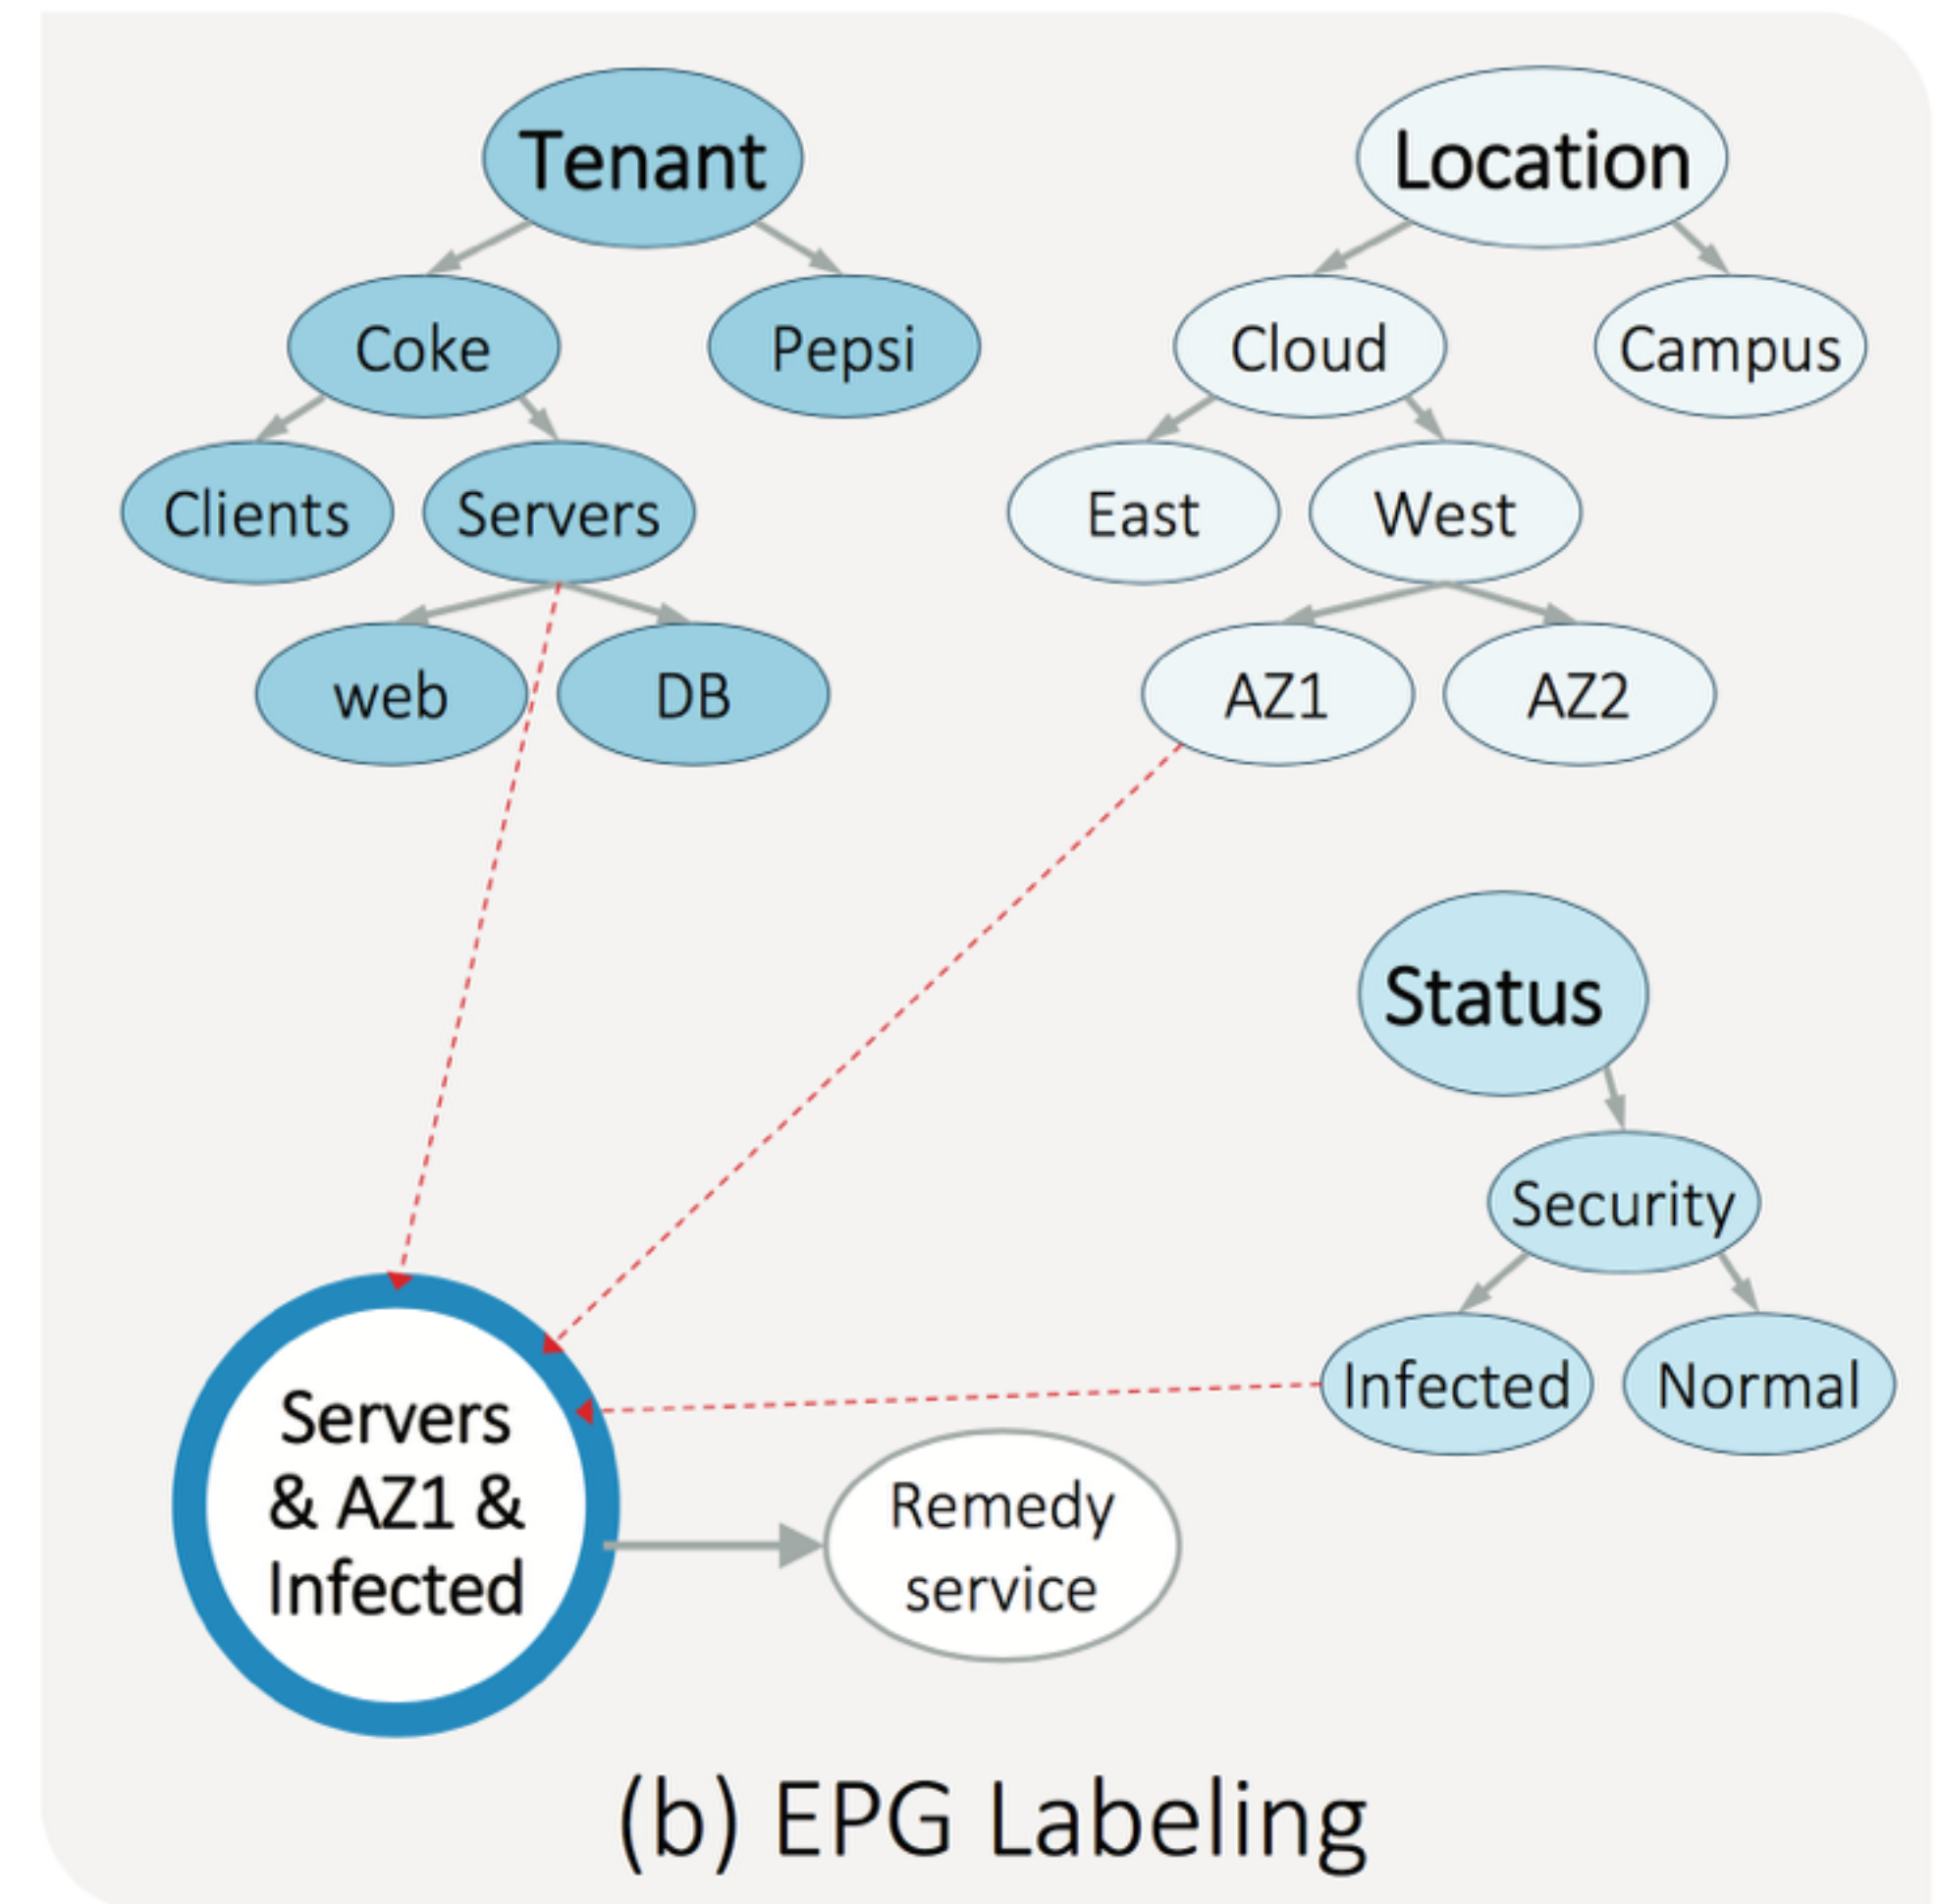 Tenant
Location
Coke
Pepsi
Cloud
Campus
Clients
Servers
East
West
web
DB
AZ1
AZ2
Status
Security
Infected
Normal
Servers
& AZ1 &
Infected
Remedy
service
(b) EPG Labeling